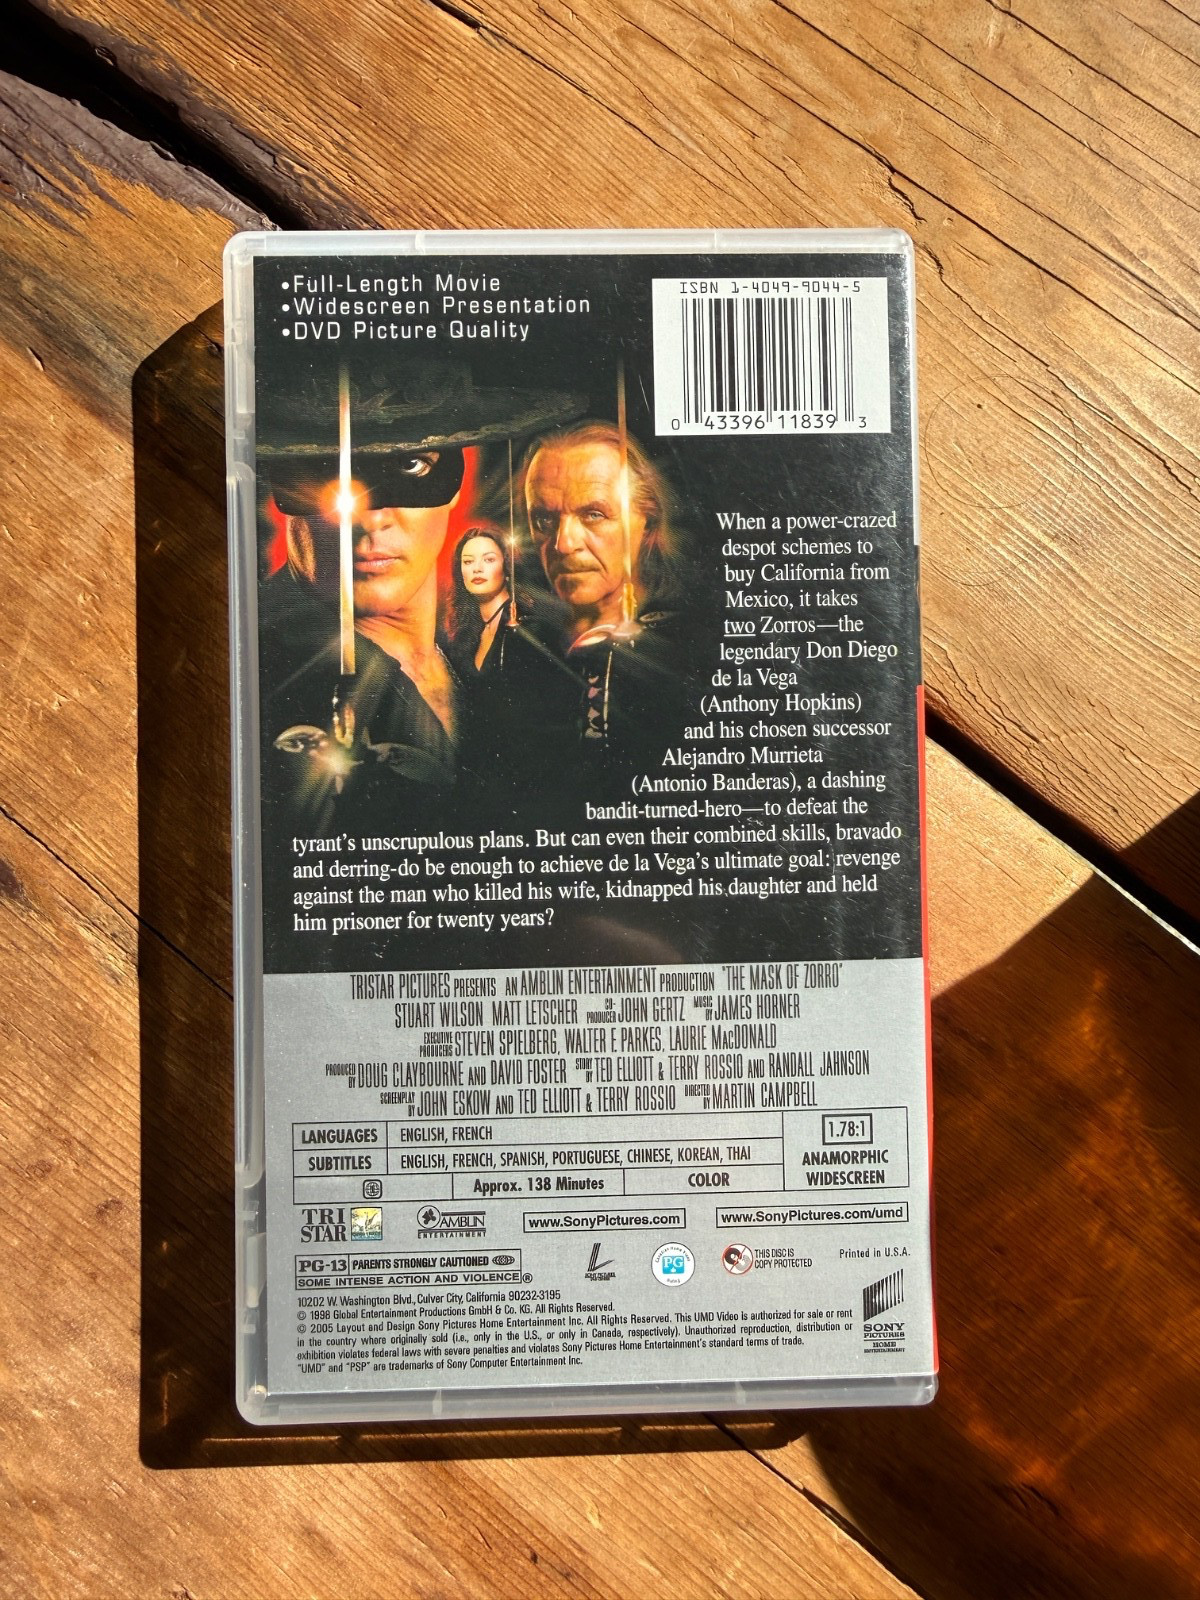 •Full-Length Movie
•Widescreen Presentation
•DVD Picture Quality
ISBN 1-4049-9044-5
0 43396 11839 3
When a power-crazed
despot schemes to
buy California from
Mexico, it takes
two Zorros—the
legendary Don Diego
de la Vega
(Anthony Hopkins)
and his chosen successor
Alejandro Murrieta
(Antonio Banderas), a dashing
bandit-turned-hero—to defeat the
tyrant's unscrupulous plans. But can even their combined skills, bravado
and derring-do be enough to achieve de la Vega's ultimate goal: revenge
against the man who killed his wife, kidnapped his daughter and held
him prisoner for twenty years?
TRISTAR PICTURES PRESENTS AN AMBLIN ENTERTAINMENT PRODUCTION "THE MASK OF ZORRO"
STUART WILSON MATT LETSCHER CO-PRODUCER JOHN GERTZ MUSIC BY JAMES HORNER
EXECUTIVE PRODUCERS STEVEN SPIELBERG, WALTER F. PARKES, LAURIE MacDONALD
PRODUCED BY DOUG CLAYBOURNE AND DAVID FOSTER STORY BY TED ELLIOTT & TERRY ROSSIO AND RANDALL JAHNSON
SCREENPLAY BY JOHN ESKOW AND TED ELLIOTT & TERRY ROSSIO DIRECTED BY MARTIN CAMPBELL
LANGUAGES ENGLISH, FRENCH
SUBTITLES ENGLISH, FRENCH, SPANISH, PORTUGUESE, CHINESE, KOREAN, THAI
Approx. 138 Minutes COLOR
1.78:1
ANAMORPHIC
WIDESCREEN
TRI
STAR
AMBLIN
ENTERTAINMENT
www.SonyPictures.com
www.SonyPictures.com/umd
PG-13 PARENTS STRONGLY CAUTIONED
SOME INTENSE ACTION AND VIOLENCE ®
PG
THIS DISC IS
COPY PROTECTED
Printed in U.S.A.
10202 W. Washington Blvd., Culver City, California 90232-3195
© 1998 Global Entertainment Productions GmbH & Co. KG. All Rights Reserved.
© 2005 Layout and Design Sony Pictures Home Entertainment Inc. All Rights Reserved. This UMD Video is authorized for sale or rent
in the country where originally sold (i.e., only in the U.S., or only in Canada, respectively). Unauthorized reproduction, distribution or
exhibition violates federal laws with severe penalties and violates Sony Pictures Home Entertainment's standard terms of trade.
"UMD" and "PSP" are trademarks of Sony Computer Entertainment Inc.
SONY
PICTURES
HOME
ENTERTAINMENT